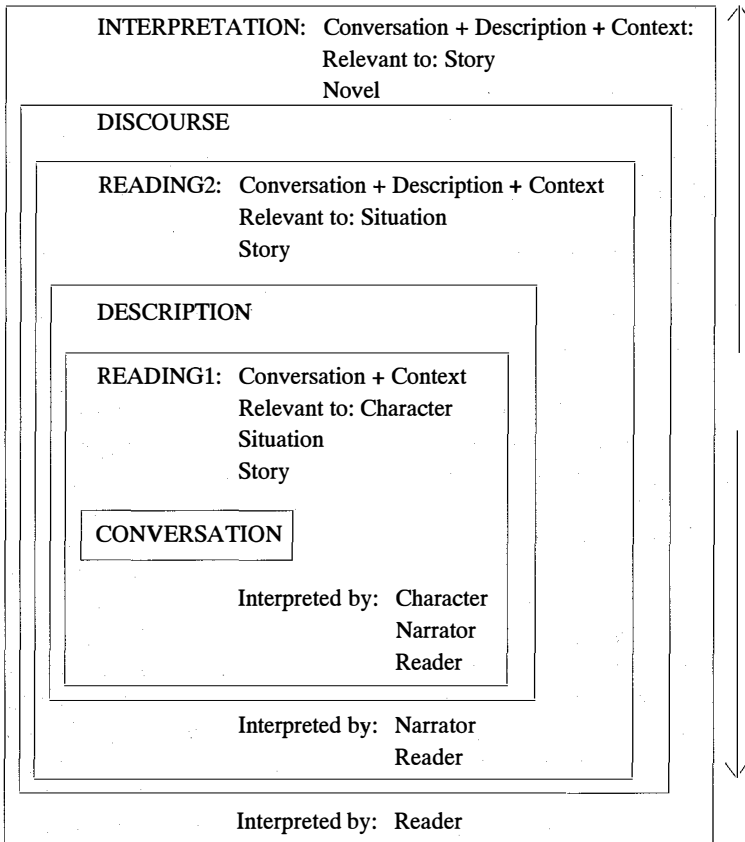 INTERPRETATION: Conversation + Description + Context:
Relevant to: Story
Novel
DISCOURSE
READING2: Conversation + Description + Context
Relevant to: Situation
Story
DESCRIPTION
READING1: Conversation + Context
Relevant to: Character
Situation
Story
CONVERSATION
Interpreted by: Character
Narrator
Reader
Interpreted by: Narrator
Reader
Interpreted by: Reader